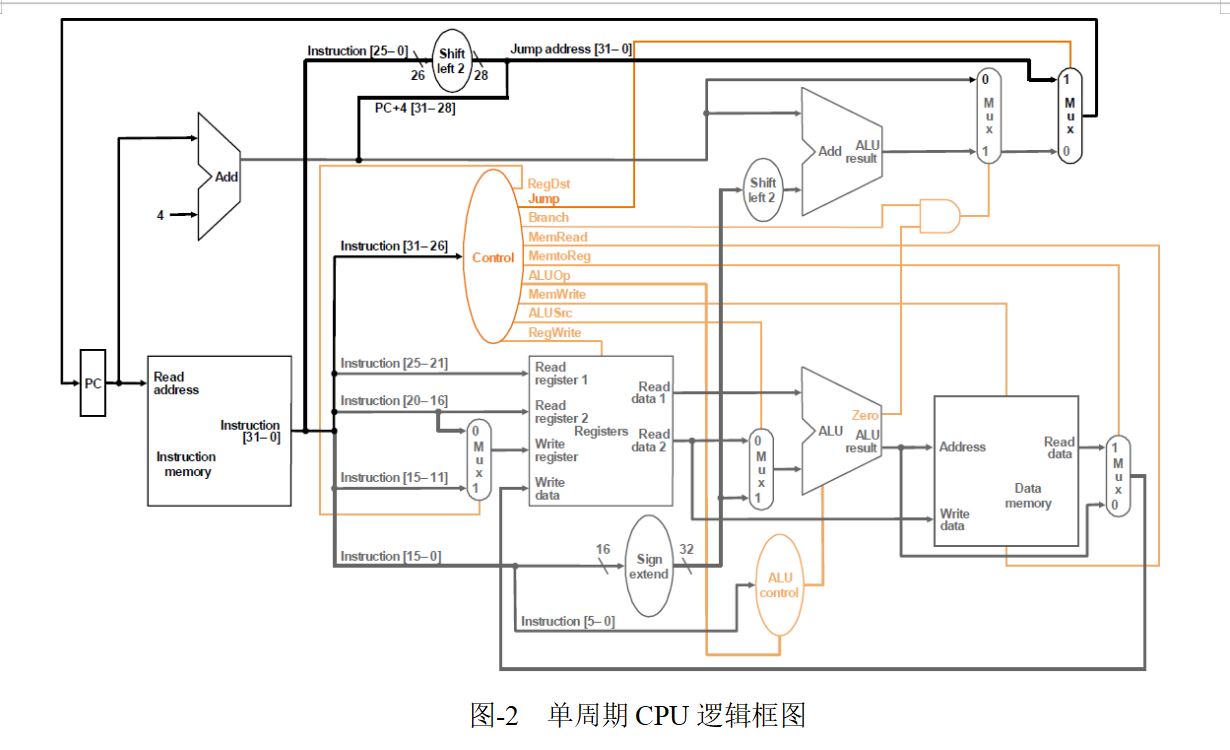 Instruction [25–0]
Shift
left 2
Jump address [31–0]
26
28
PC+4 [31–28]
Add
4
0
M
u
x
1
1
M
u
x
0
Add
ALU
result
Shift
left 2
RegDst
Jump
Branch
MemRead
MemtoReg
ALUOp
MemWrite
ALUSrc
RegWrite
Control
Instruction [31–26]
PC
Read
address
Instruction
[31–0]
Instruction
memory
Instruction [25–21]
Instruction [20–16]
Instruction [15–11]
Instruction [15–0]
Instruction [5–0]
0
M
u
x
1
Read
register 1
Read
register 2
Registers
Write
register
Write
data
Read
data 1
Read
data 2
0
M
u
x
1
Zero
ALU
ALU
result
Address
Read
data
Data
memory
Write
data
1
M
u
x
0
16
Sign
extend
32
ALU
control
图-2 单周期 CPU 逻辑框图